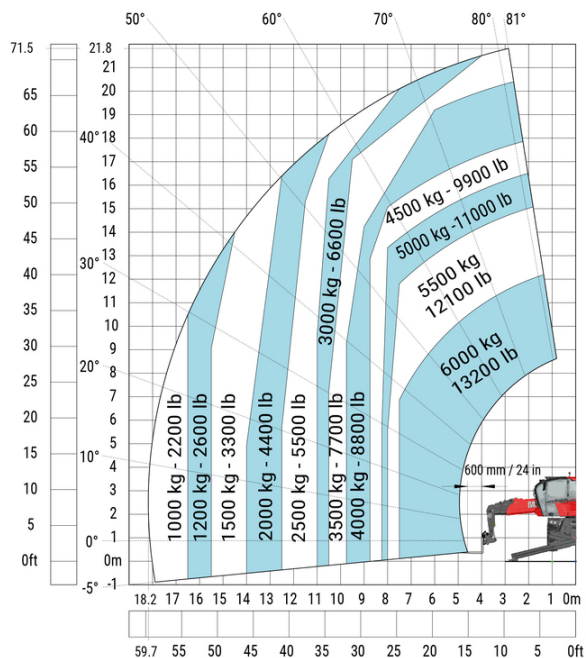 50°
60°
70°
80°
81°
71.5
ft
21.8
m
21
65
20
19
60
40°
18
55
17
16
50
15
45
14
13
40
30°
12
35
11
10
30
9
25
20°
8
7
20
6
15
5
10°
4
10
3
2
5
0°
1
0ft
0m
-5°
-1
1000 kg - 2200 lb
1200 kg - 2600 lb
1500 kg - 3300 lb
2000 kg - 4400 lb
2500 kg - 5500 lb
3000 kg - 6600 lb
3500 kg - 7700 lb
4000 kg - 8800 lb
4500 kg - 9900 lb
5000 kg -11000 lb
5500 kg
12100 lb
6000 kg
13200 lb
600 mm / 24 in
18.2 17 16 15 14 13 12 11 10 9 8 7 6 5 4 3 2 1 0m
59.7 55 50 45 40 35 30 25 20 15 10 5 0ft